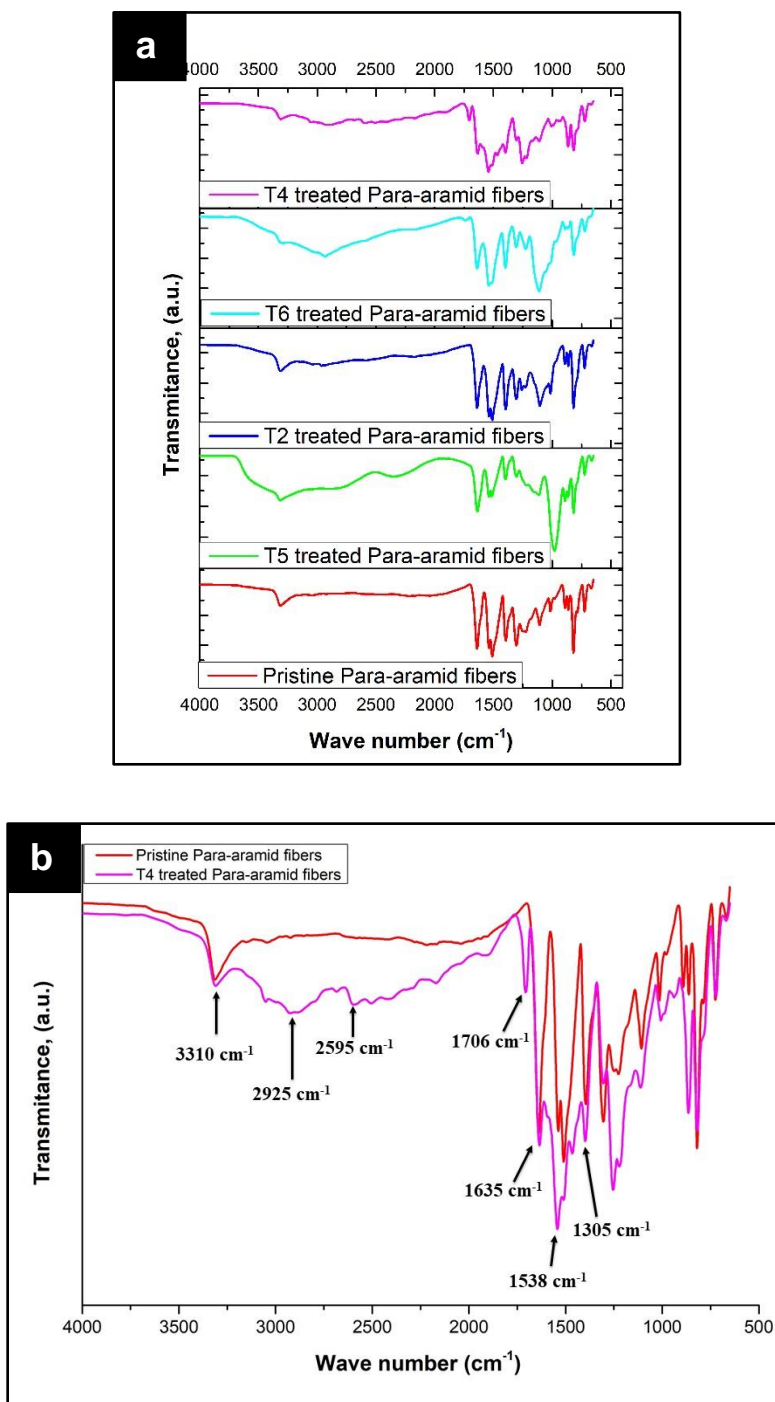 a
4000 3500 3000 2500 2000 1500 1000 500
T4 treated Para-aramid fibers
T6 treated Para-aramid fibers
T2 treated Para-aramid fibers
T5 treated Para-aramid fibers
Pristine Para-aramid fibers
Transmitance, (a.u.)
4000 3500 3000 2500 2000 1500 1000 500
Wave number (cm⁻¹)
b
Pristine Para-aramid fibers
T4 treated Para-aramid fibers
3310 cm⁻¹
2925 cm⁻¹
2595 cm⁻¹
1706 cm⁻¹
1635 cm⁻¹
1538 cm⁻¹
1305 cm⁻¹
Transmitance, (a.u.)
4000 3500 3000 2500 2000 1500 1000 500
Wave number (cm⁻¹)